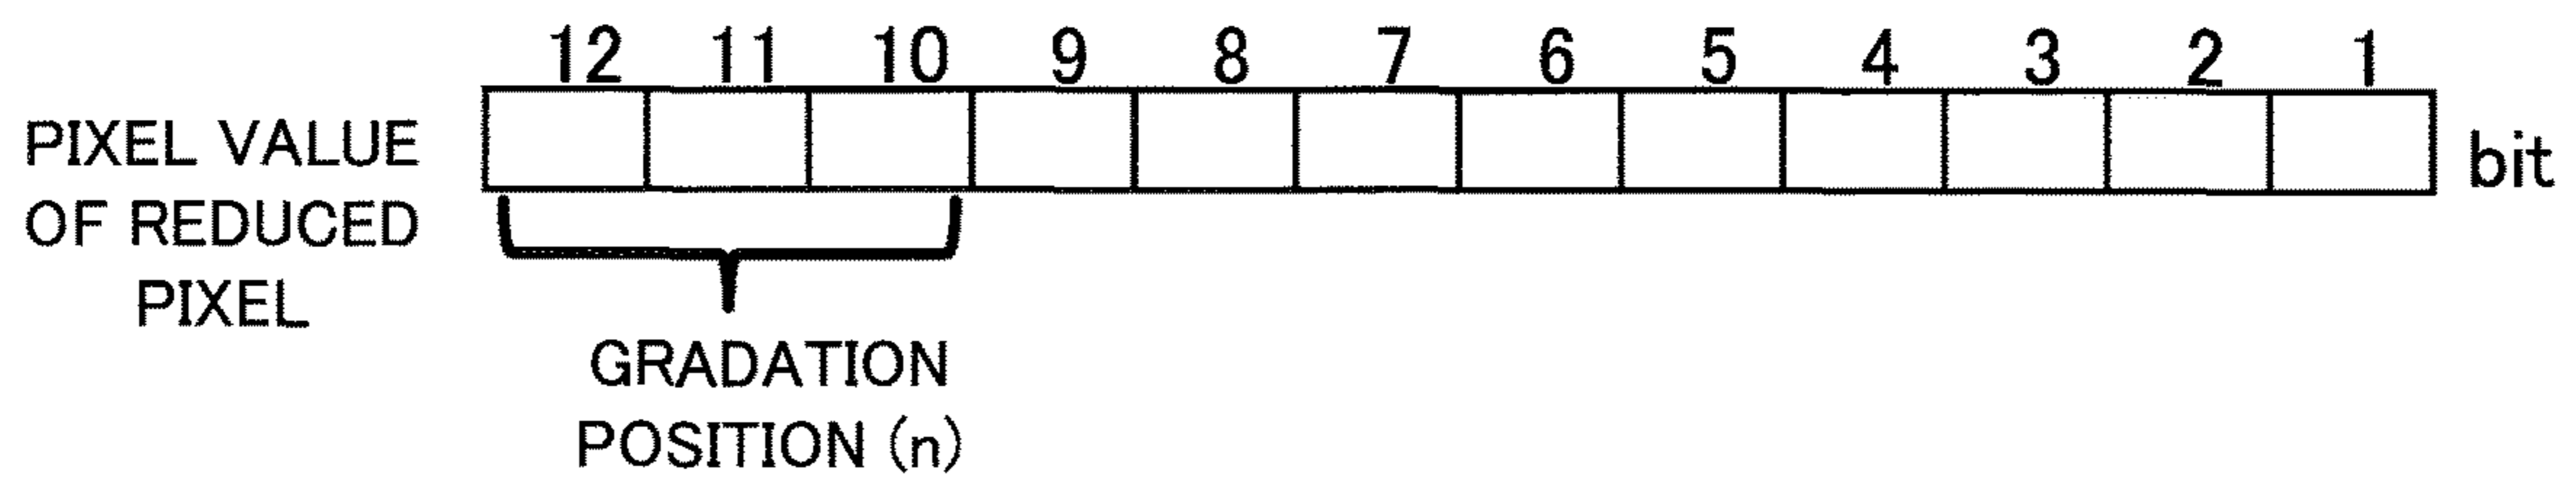 12 11 10 9 8 7 6 5 4 3 2 1
PIXEL VALUE
OF REDUCED
PIXEL
bit
GRADATION
POSITION (n)